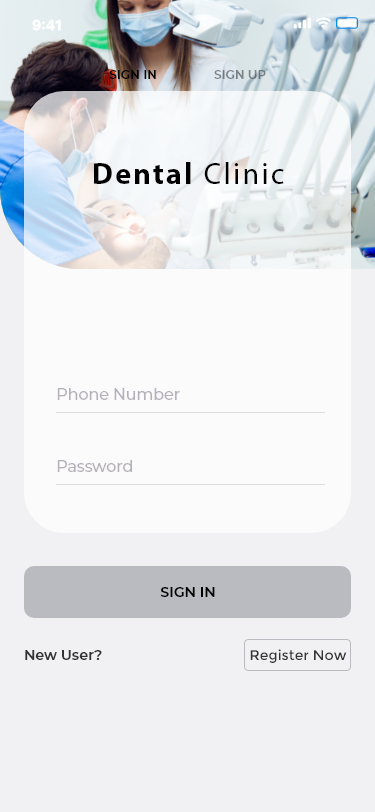 9:41
SIGN IN SIGN UP
Dental Clinic
Phone Number
Password
SIGN IN
New User? Register Now